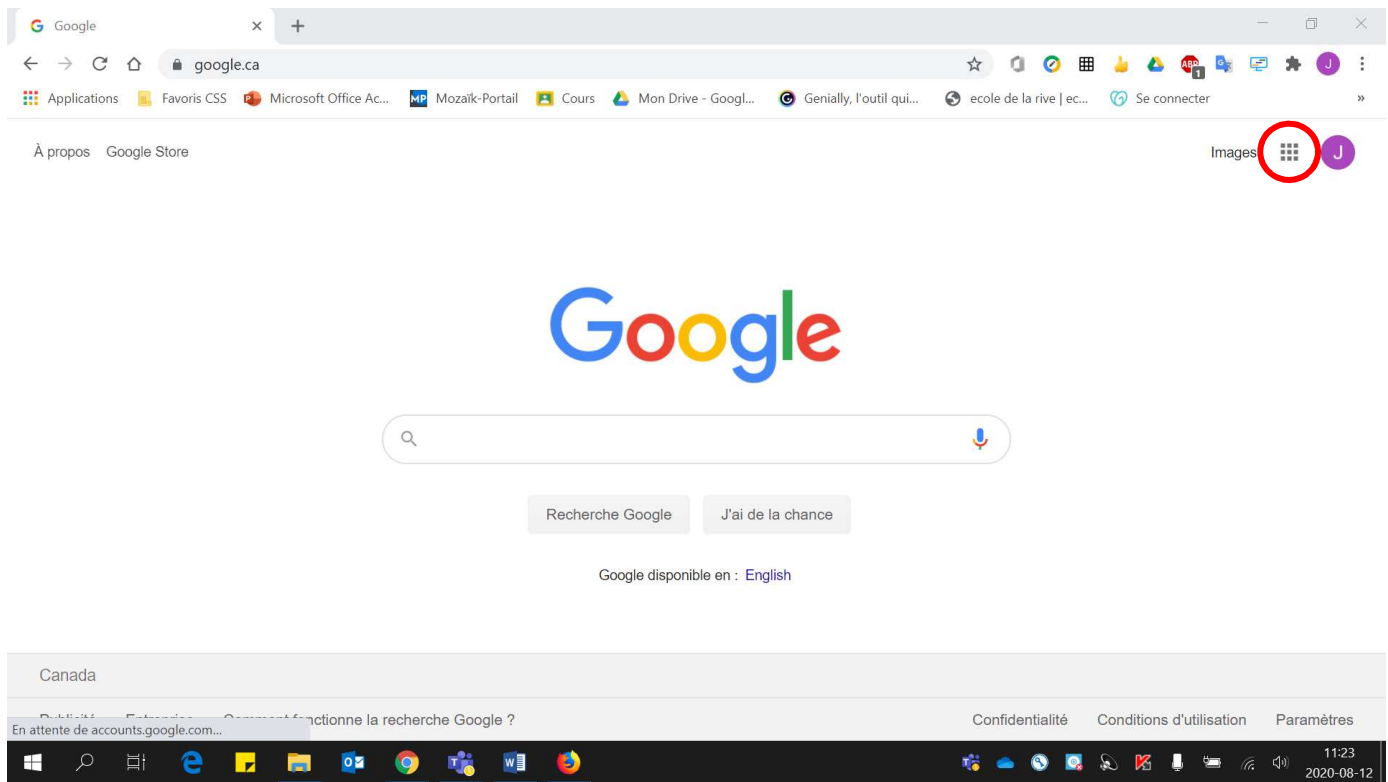 Google
google.ca
Applications Favoris CSS Microsoft Office Ac... MP Mozaïk-Portail Cours Mon Drive - Googl... Genially, l'outil qui... ecole de la rive | ec... Se connecter
À propos Google Store Images J
Google
Recherche Google J'ai de la chance
Google disponible en : English
Canada
Comment fonctionne la recherche Google ? Confidentialité Conditions d'utilisation Paramètres
En attente de accounts.google.com...
11:23
2020-08-12